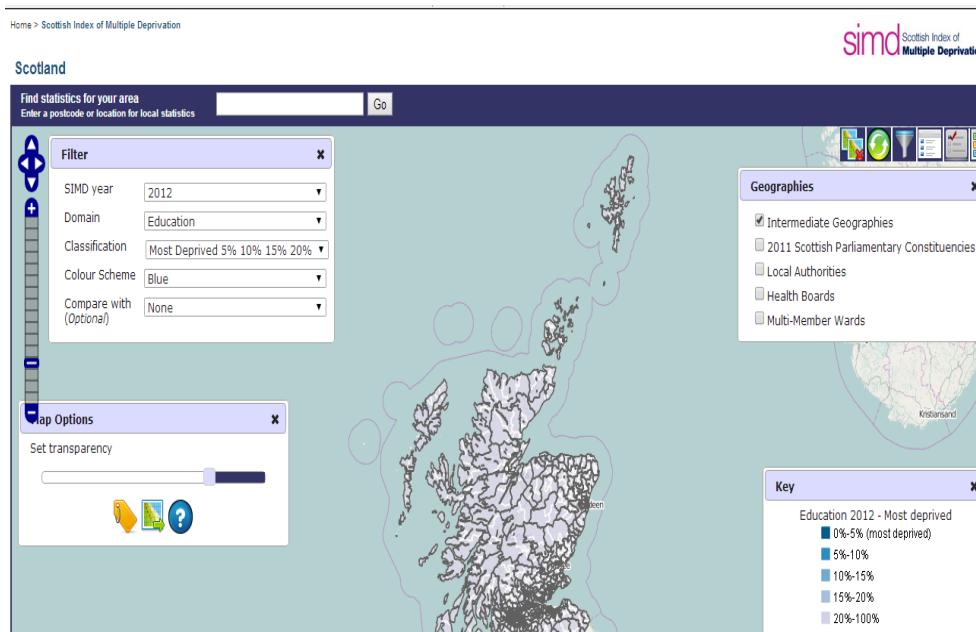 Home > Scottish Index of Multiple Deprivation
simd Scottish Index of
Multiple Deprivatio
Scotland
Find statistics for your area
Enter a postcode or location for local statistics
Go
Filter
SIMD year 2012
Domain Education
Classification Most Deprived 5% 10% 15% 20%
Colour Scheme Blue
Compare with None
(Optional)
Geographies
Intermediate Geographies
2011 Scottish Parliamentary Constituencies
Local Authorities
Health Boards
Multi-Member Wards
Kristiansand
Map Options
Set transparency
deen
Key
Education 2012 - Most deprived
0%-5% (most deprived)
5%-10%
10%-15%
15%-20%
20%-100%